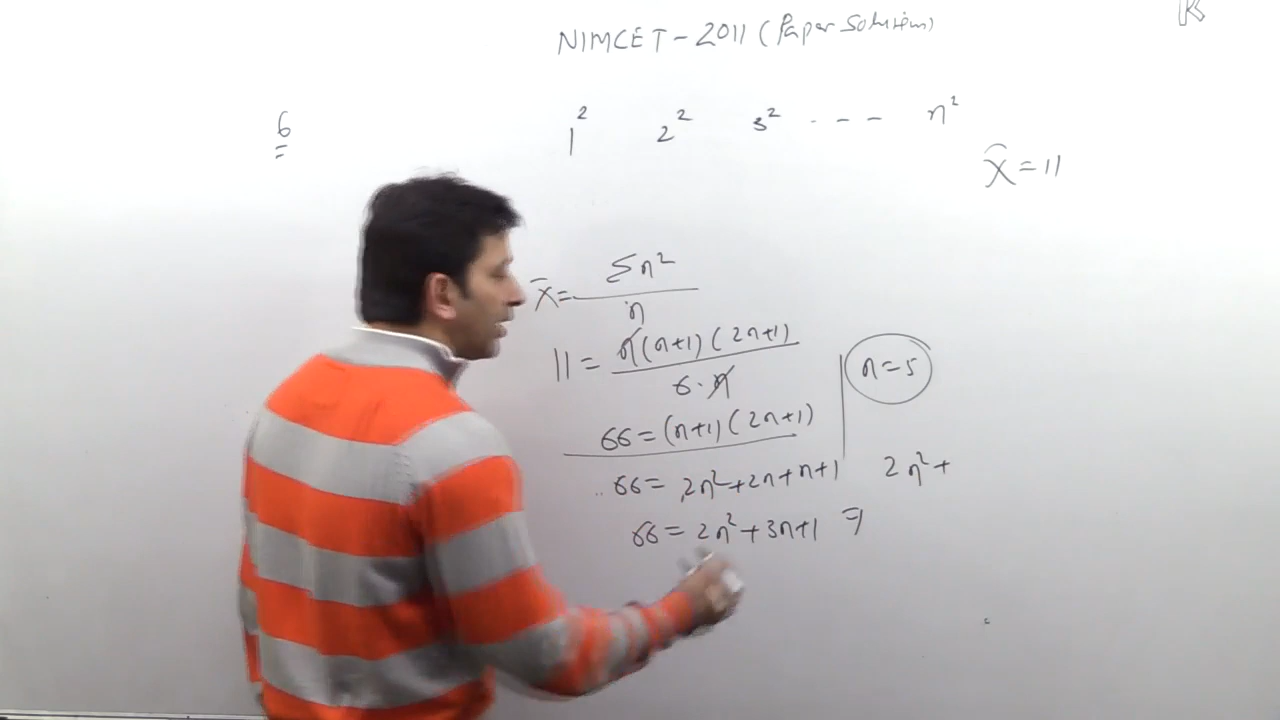 NIMCET - 2011 (Paper Solutions)
6
1² 2² 3² ---- n²
X̄ = 11
X̄ = Σn² / n
11 = n(n+1)(2n+1) / 6·n
n=5
66 = (n+1)(2n+1)
66 = 2n²+2n+n+1
2n²+
66 = 2n²+3n+1 ⇒